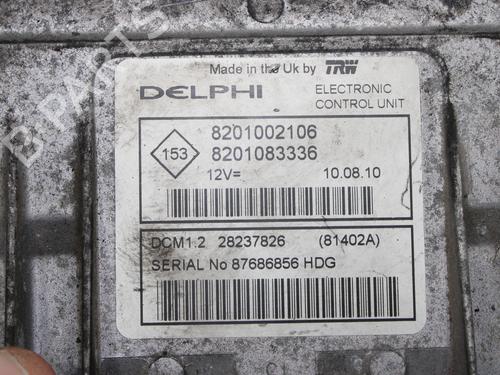 Made in the Uk by TRW
DELPHI ELECTRONIC
CONTROL UNIT
8201002106
153
8201083336
12V= 10.08.10
DCM1.2 28237826 (81402A)
SERIAL No 87686856 HDG
B-PARTS